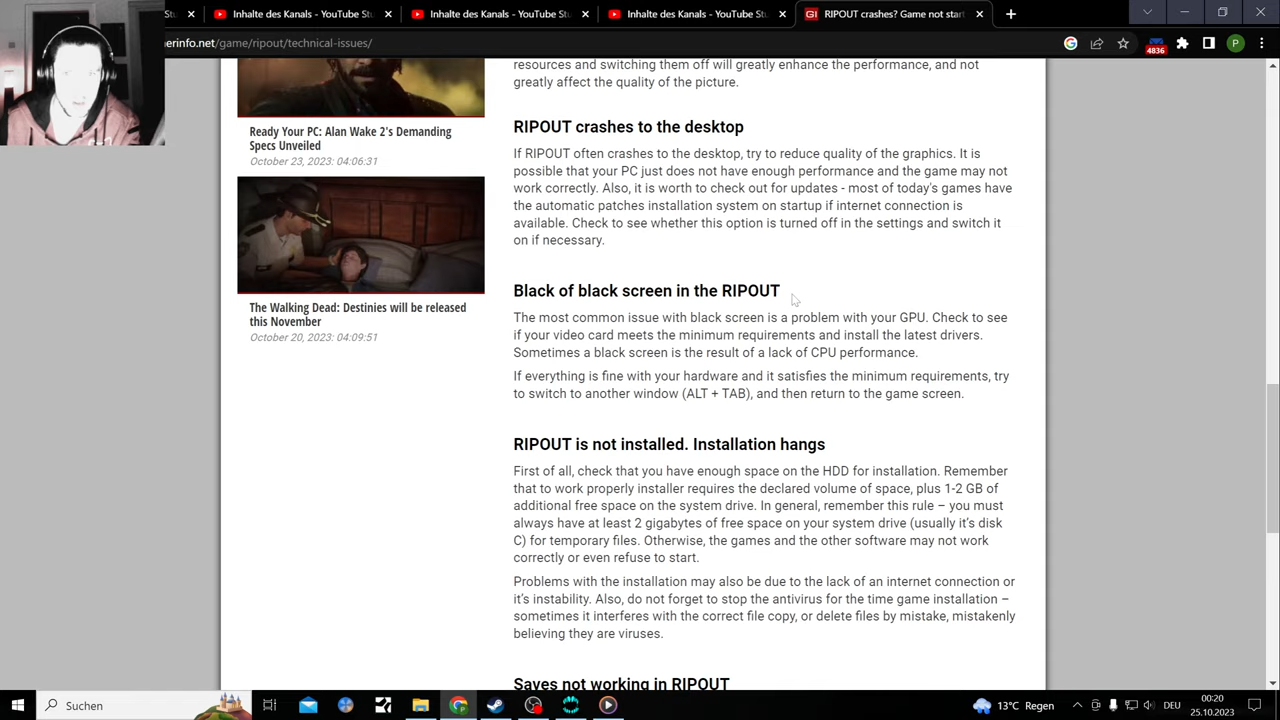 Inhalte des Kanals - YouTube St
Inhalte des Kanals - YouTube St
Inhalte des Kanals - YouTube St
GI RIPOUT crashes? Game not star
erinfo.net/game/ripout/technical-issues/
4836
P
resources and switching them off will greatly enhance the performance, and not
greatly affect the quality of the picture.
Ready Your PC: Alan Wake 2's Demanding
Specs Unveiled
October 23, 2023: 04:06:31
The Walking Dead: Destinies will be released
this November
October 20, 2023: 04:09:51
RIPOUT crashes to the desktop
If RIPOUT often crashes to the desktop, try to reduce quality of the graphics. It is
possible that your PC just does not have enough performance and the game may not
work correctly. Also, it is worth to check out for updates - most of today's games have
the automatic patches installation system on startup if internet connection is
available. Check to see whether this option is turned off in the settings and switch it
on if necessary.
Black of black screen in the RIPOUT
The most common issue with black screen is a problem with your GPU. Check to see
if your video card meets the minimum requirements and install the latest drivers.
Sometimes a black screen is the result of a lack of CPU performance.
If everything is fine with your hardware and it satisfies the minimum requirements, try
to switch to another window (ALT + TAB), and then return to the game screen.
RIPOUT is not installed. Installation hangs
First of all, check that you have enough space on the HDD for installation. Remember
that to work properly installer requires the declared volume of space, plus 1-2 GB of
additional free space on the system drive. In general, remember this rule – you must
always have at least 2 gigabytes of free space on your system drive (usually it's disk
C) for temporary files. Otherwise, the games and the other software may not work
correctly or even refuse to start.
Problems with the installation may also be due to the lack of an internet connection or
it's instability. Also, do not forget to stop the antivirus for the time game installation –
sometimes it interferes with the correct file copy, or delete files by mistake, mistakenly
believing they are viruses.
Saves not working in RIPOUT
Suchen
13°C Regen
DEU
00:20
25.10.2023